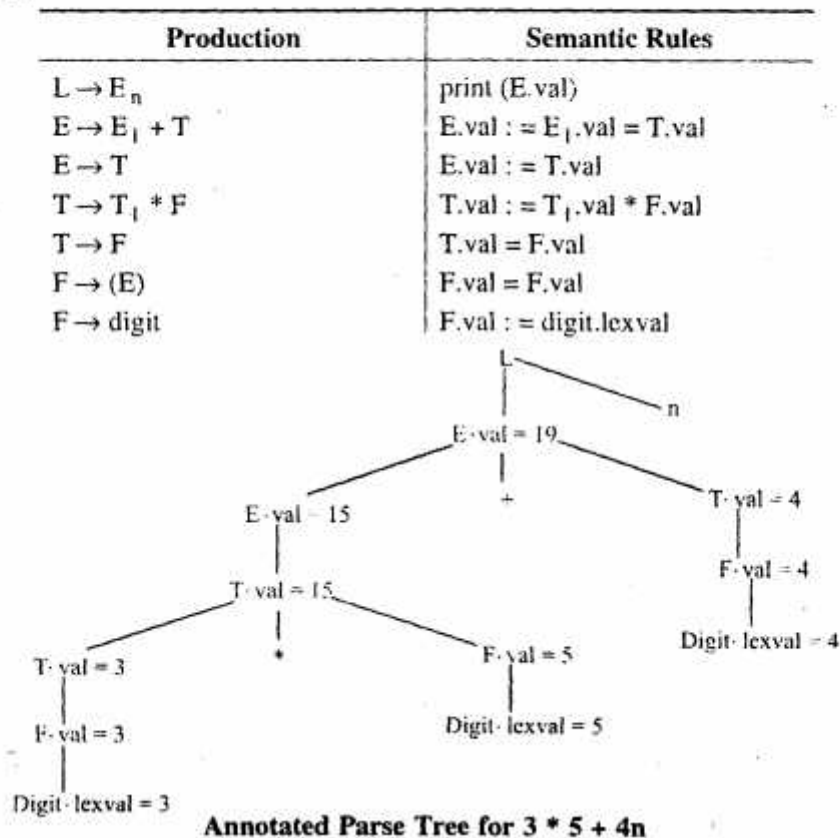 Production Semantic Rules
L → E n print (E.val)
E → E1 + T E.val : = E1.val = T.val
E → T E.val : = T.val
T → T1 * F T.val : = T1.val * F.val
T → F T.val = F.val
F → (E) F.val = F.val
F → digit F.val : = digit.lexval
L
n
E·val = 19
E·val = 15
+
T·val = 4
T·val = 15
F·val = 4
T·val = 3
*
F·val = 5
Digit·lexval = 4
F·val = 3
Digit·lexval = 5
Digit·lexval = 3
Annotated Parse Tree for 3 * 5 + 4n